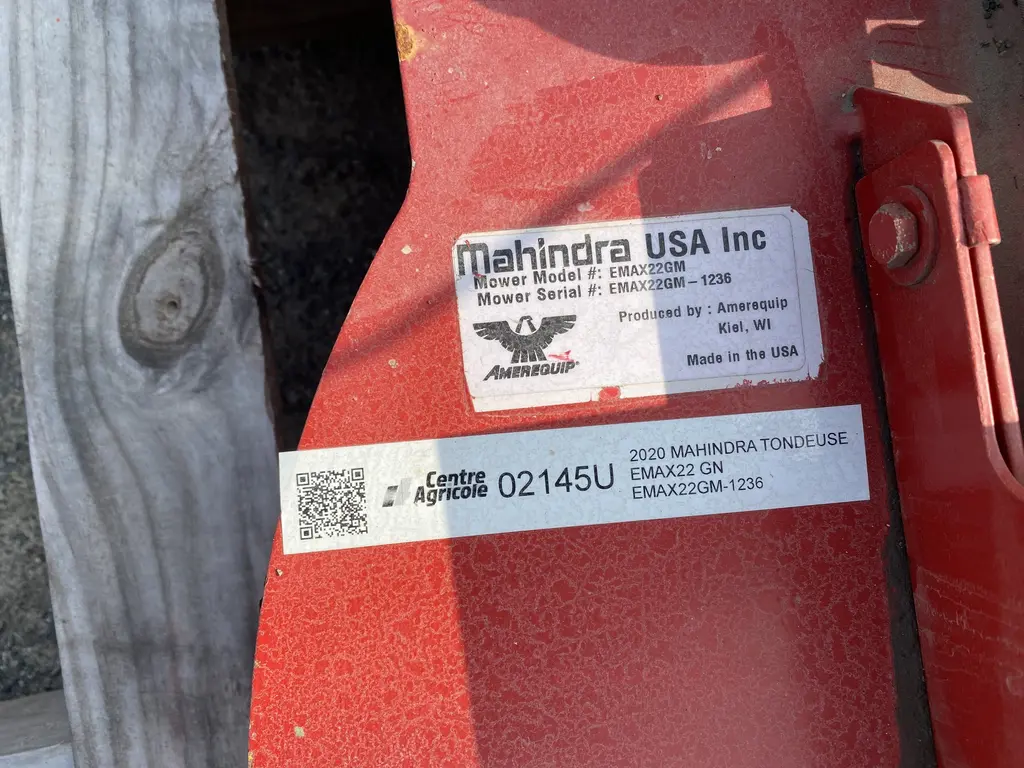 Mahindra USA Inc
Mower Model #: EMAX22GM
Mower Serial #: EMAX22GM-1236
Produced by : Amerequip
Kiel, WI
AMEREQUIP
Made in the USA
Centre
Agricole
02145U
2020 MAHINDRA TONDEUSE
EMAX22 GN
EMAX22GM-1236